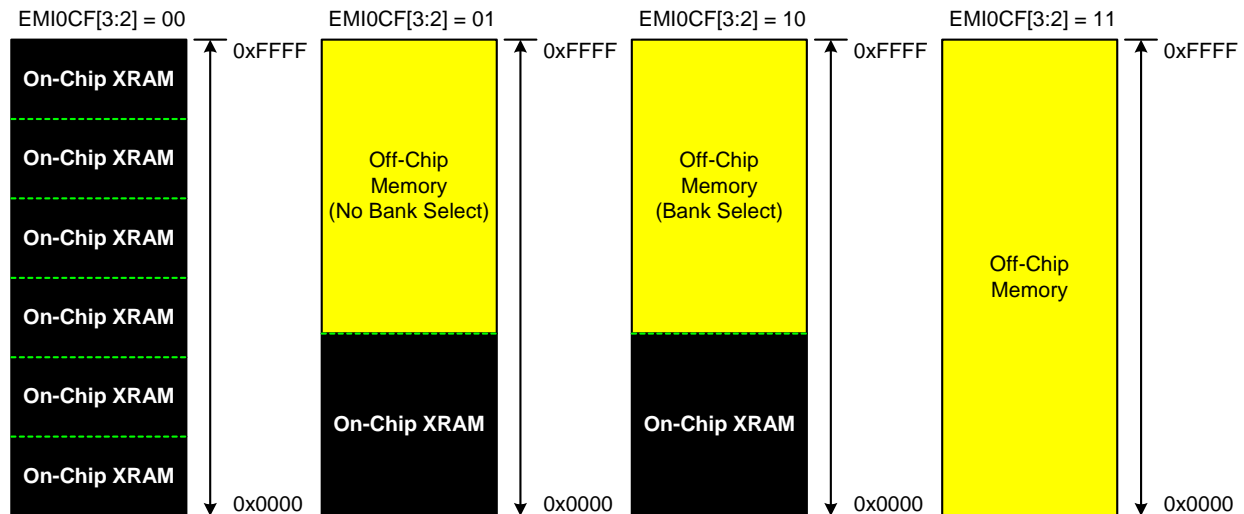 EMI0CF[3:2] = 00
On-Chip XRAM
On-Chip XRAM
On-Chip XRAM
On-Chip XRAM
On-Chip XRAM
On-Chip XRAM
0xFFFF
0x0000
EMI0CF[3:2] = 01
Off-Chip
Memory
(No Bank Select)
On-Chip XRAM
0xFFFF
0x0000
EMI0CF[3:2] = 10
Off-Chip
Memory
(Bank Select)
On-Chip XRAM
0xFFFF
0x0000
EMI0CF[3:2] = 11
Off-Chip
Memory
0xFFFF
0x0000